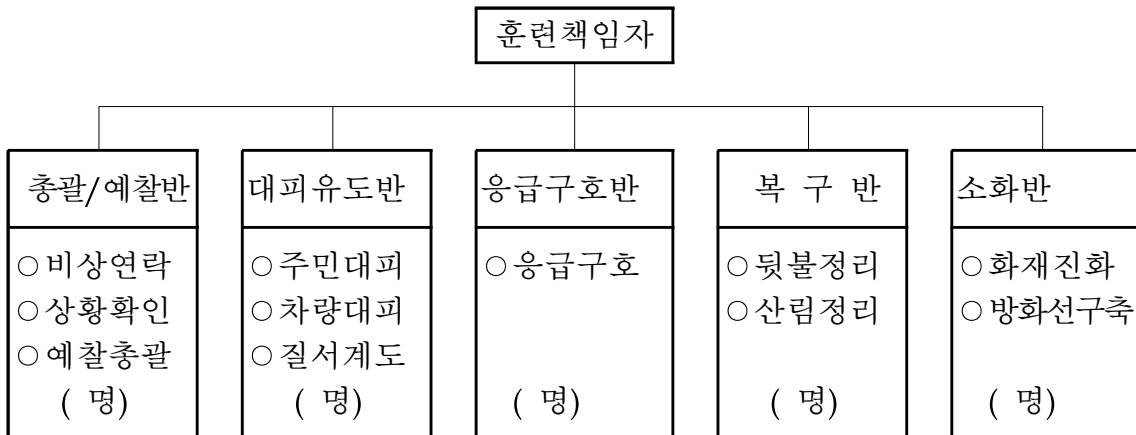 훈련책임자
총괄/예찰반
○ 비상연락
○ 상황확인
○ 예찰총괄
( 명)
대피유도반
○ 주민대피
○ 차량대피
○ 질서계도
( 명)
응급구호반
○ 응급구호
( 명)
복 구 반
○ 뒷불정리
○ 산림정리
( 명)
소화반
○ 화재진화
○ 방화선구축
( 명)